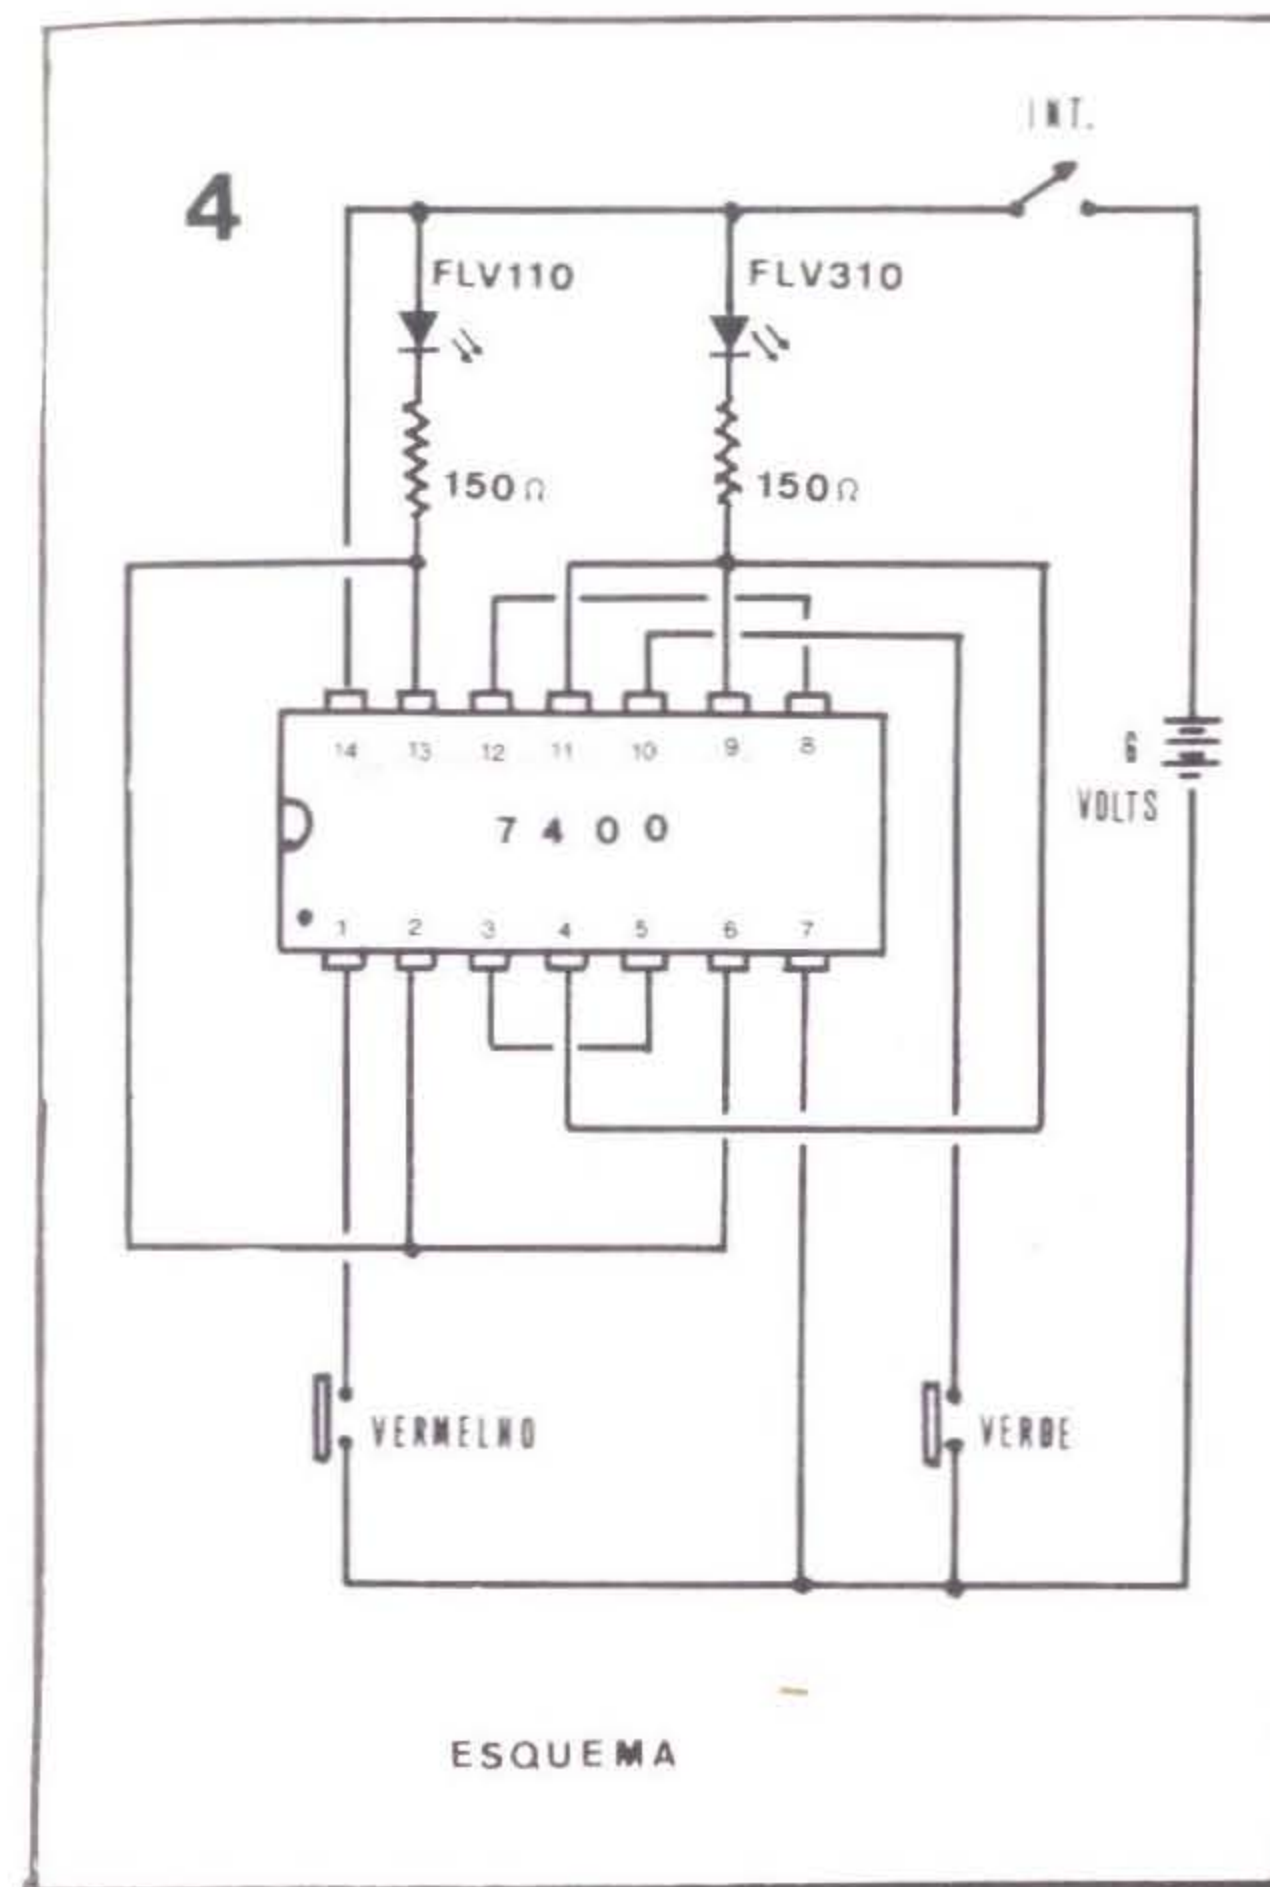 INT.
4
FLV110 FLV310
150Ω 150Ω
14 13 12 11 10 9 8
6
VOLTS
7400
1 2 3 4 5 6 7
VERMELHO VERDE
ESQUEMA